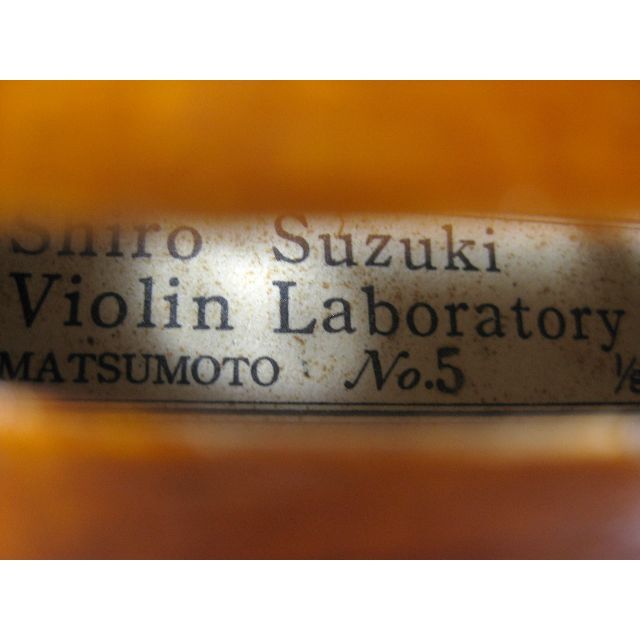 Shiro Suzuki
Violin Laboratory
MATSUMOTO No.5